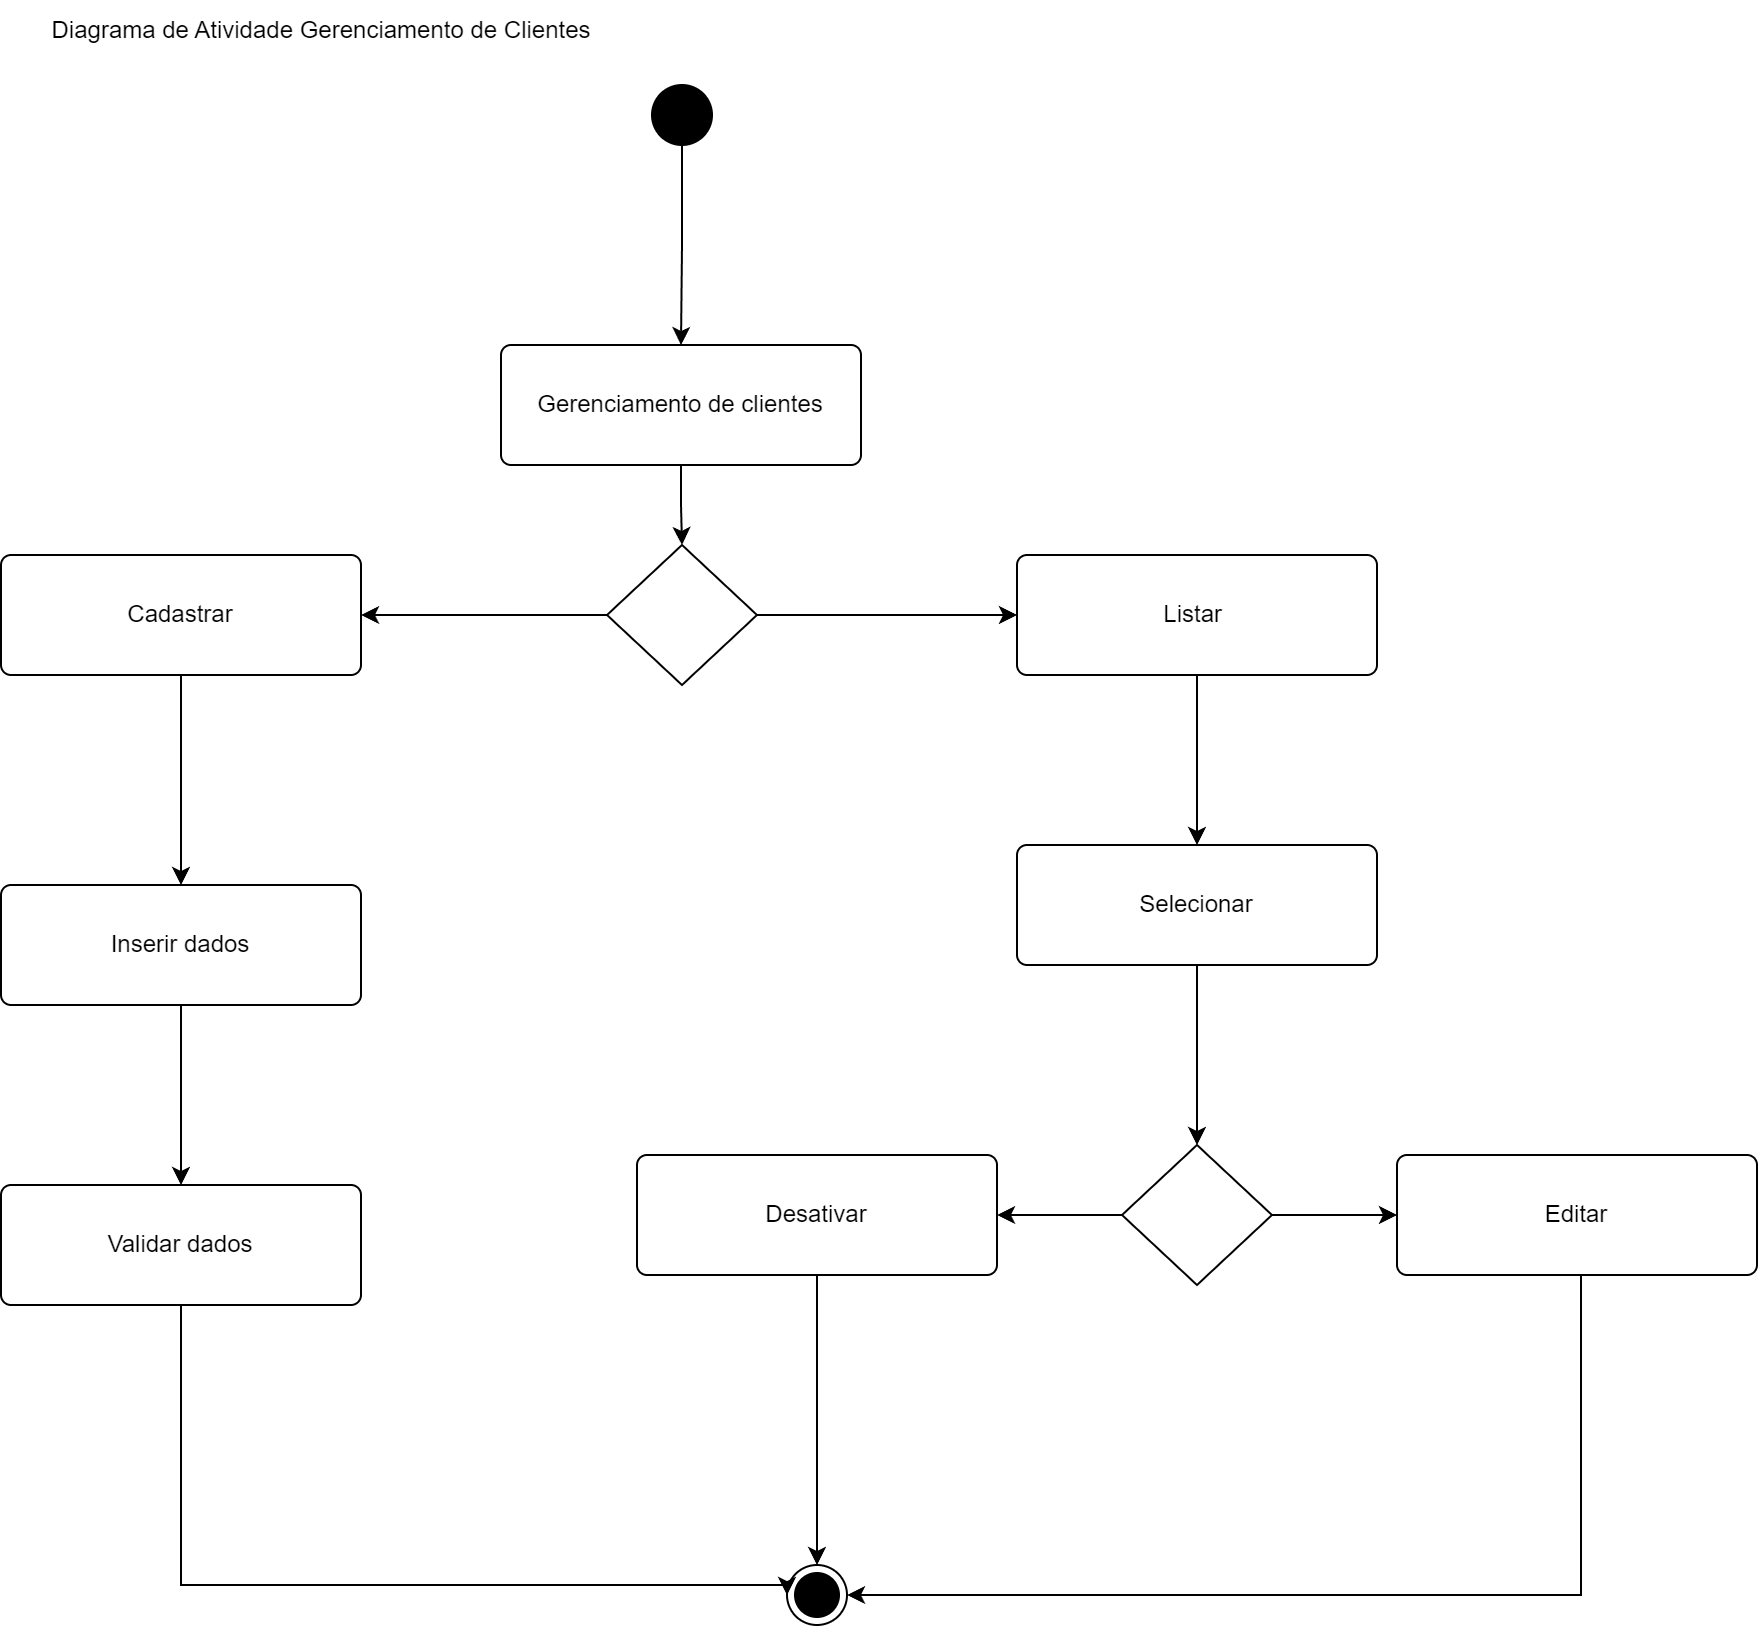 Diagrama de Atividade Gerenciamento de Clientes
Gerenciamento de clientes
Cadastrar
Listar
Selecionar
Inserir dados
Desativar
Editar
Validar dados